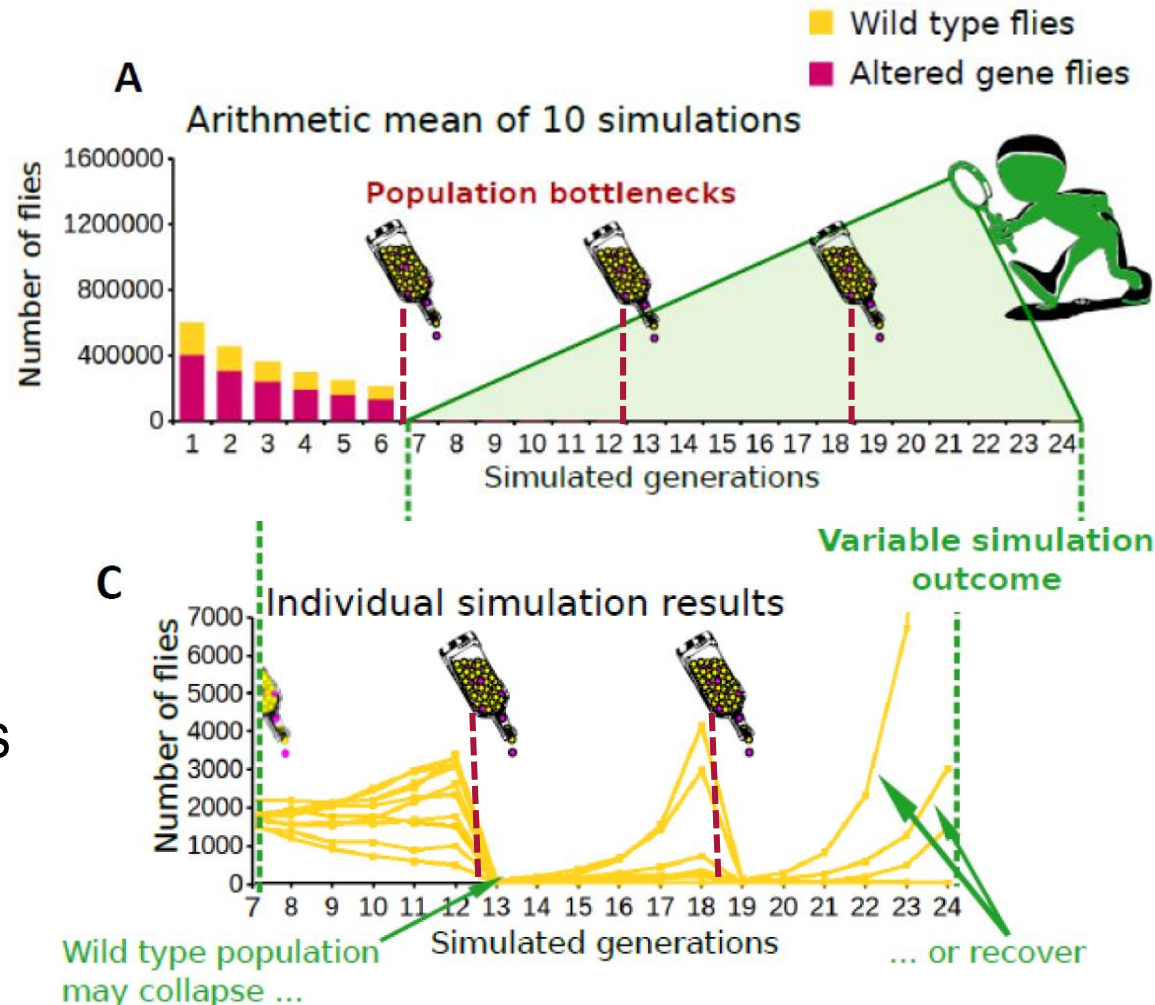 Wild type flies
Altered gene flies
A
Arithmetic mean of 10 simulations
Number of flies
1600000
1200000
800000
400000
0
Population bottlenecks
1 2 3 4 5 6 7 8 9 10 11 12 13 14 15 16 17 18 19 20 21 22 23 24
Simulated generations
Variable simulation
outcome
C
Individual simulation results
Number of flies
7000
6000
5000
4000
3000
2000
1000
0
s
7 8 9 10 11 12 13 14 15 16 17 18 19 20 21 22 23 24
Simulated generations
Wild type population
may collapse ...
... or recover